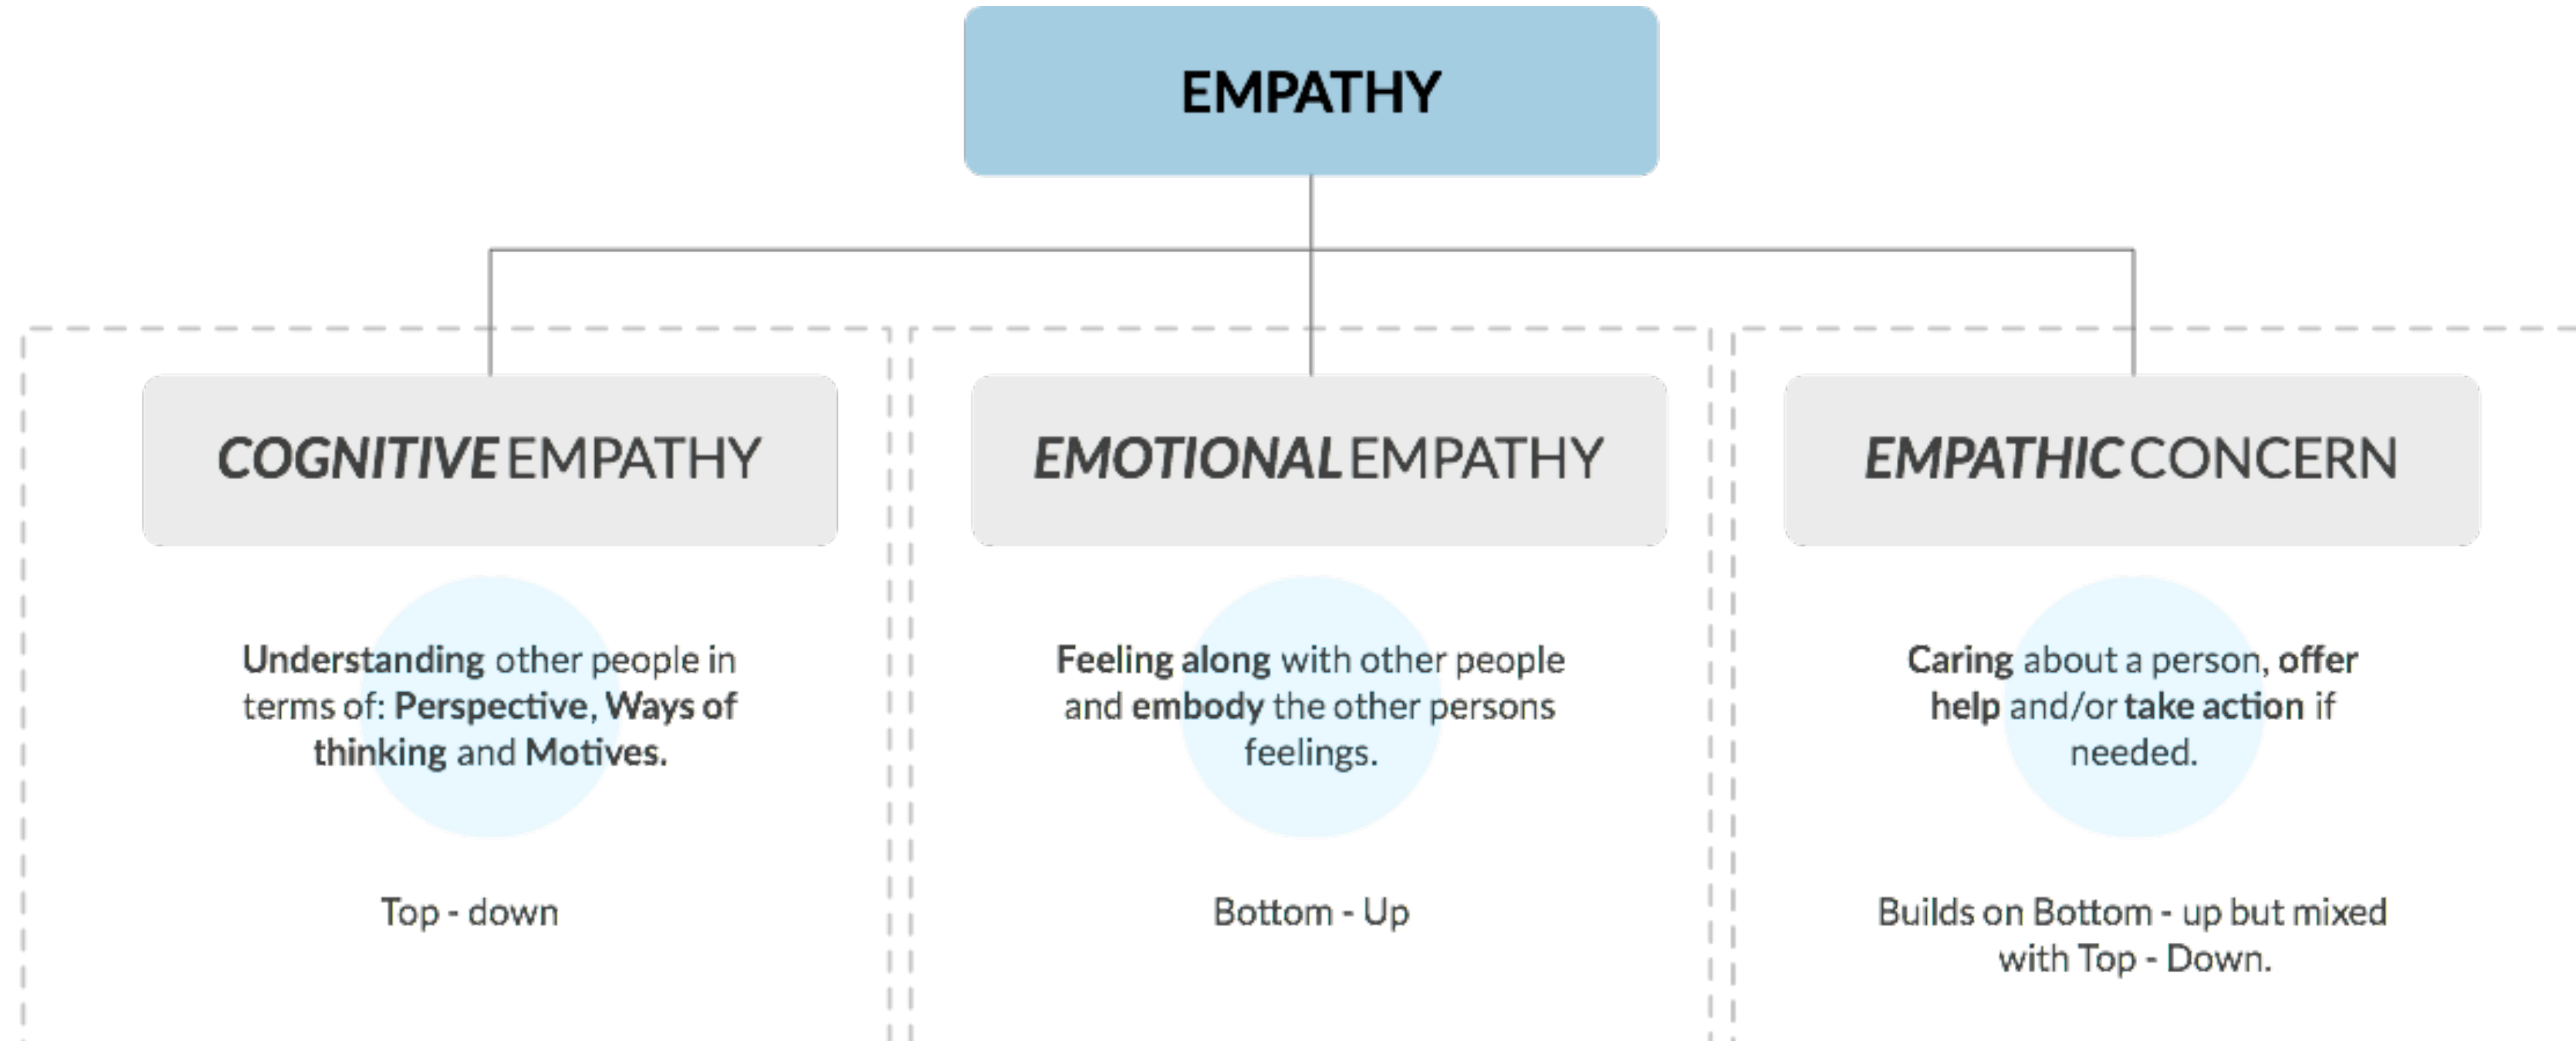 EMPATHY
COGNITIVE EMPATHY
Understanding other people in
terms of: Perspective, Ways of
thinking and Motives.
Top - down
EMOTIONAL EMPATHY
Feeling along with other people
and embody the other persons
feelings.
Bottom - Up
EMPATHIC CONCERN
Caring about a person, offer
help and/or take action if
needed.
Builds on Bottom - up but mixed
with Top - Down.